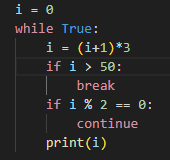 i = 0
while True:
    i = (i+1)*3
    if i > 50:
        break
    if i % 2 == 0:
        continue
    print(i)